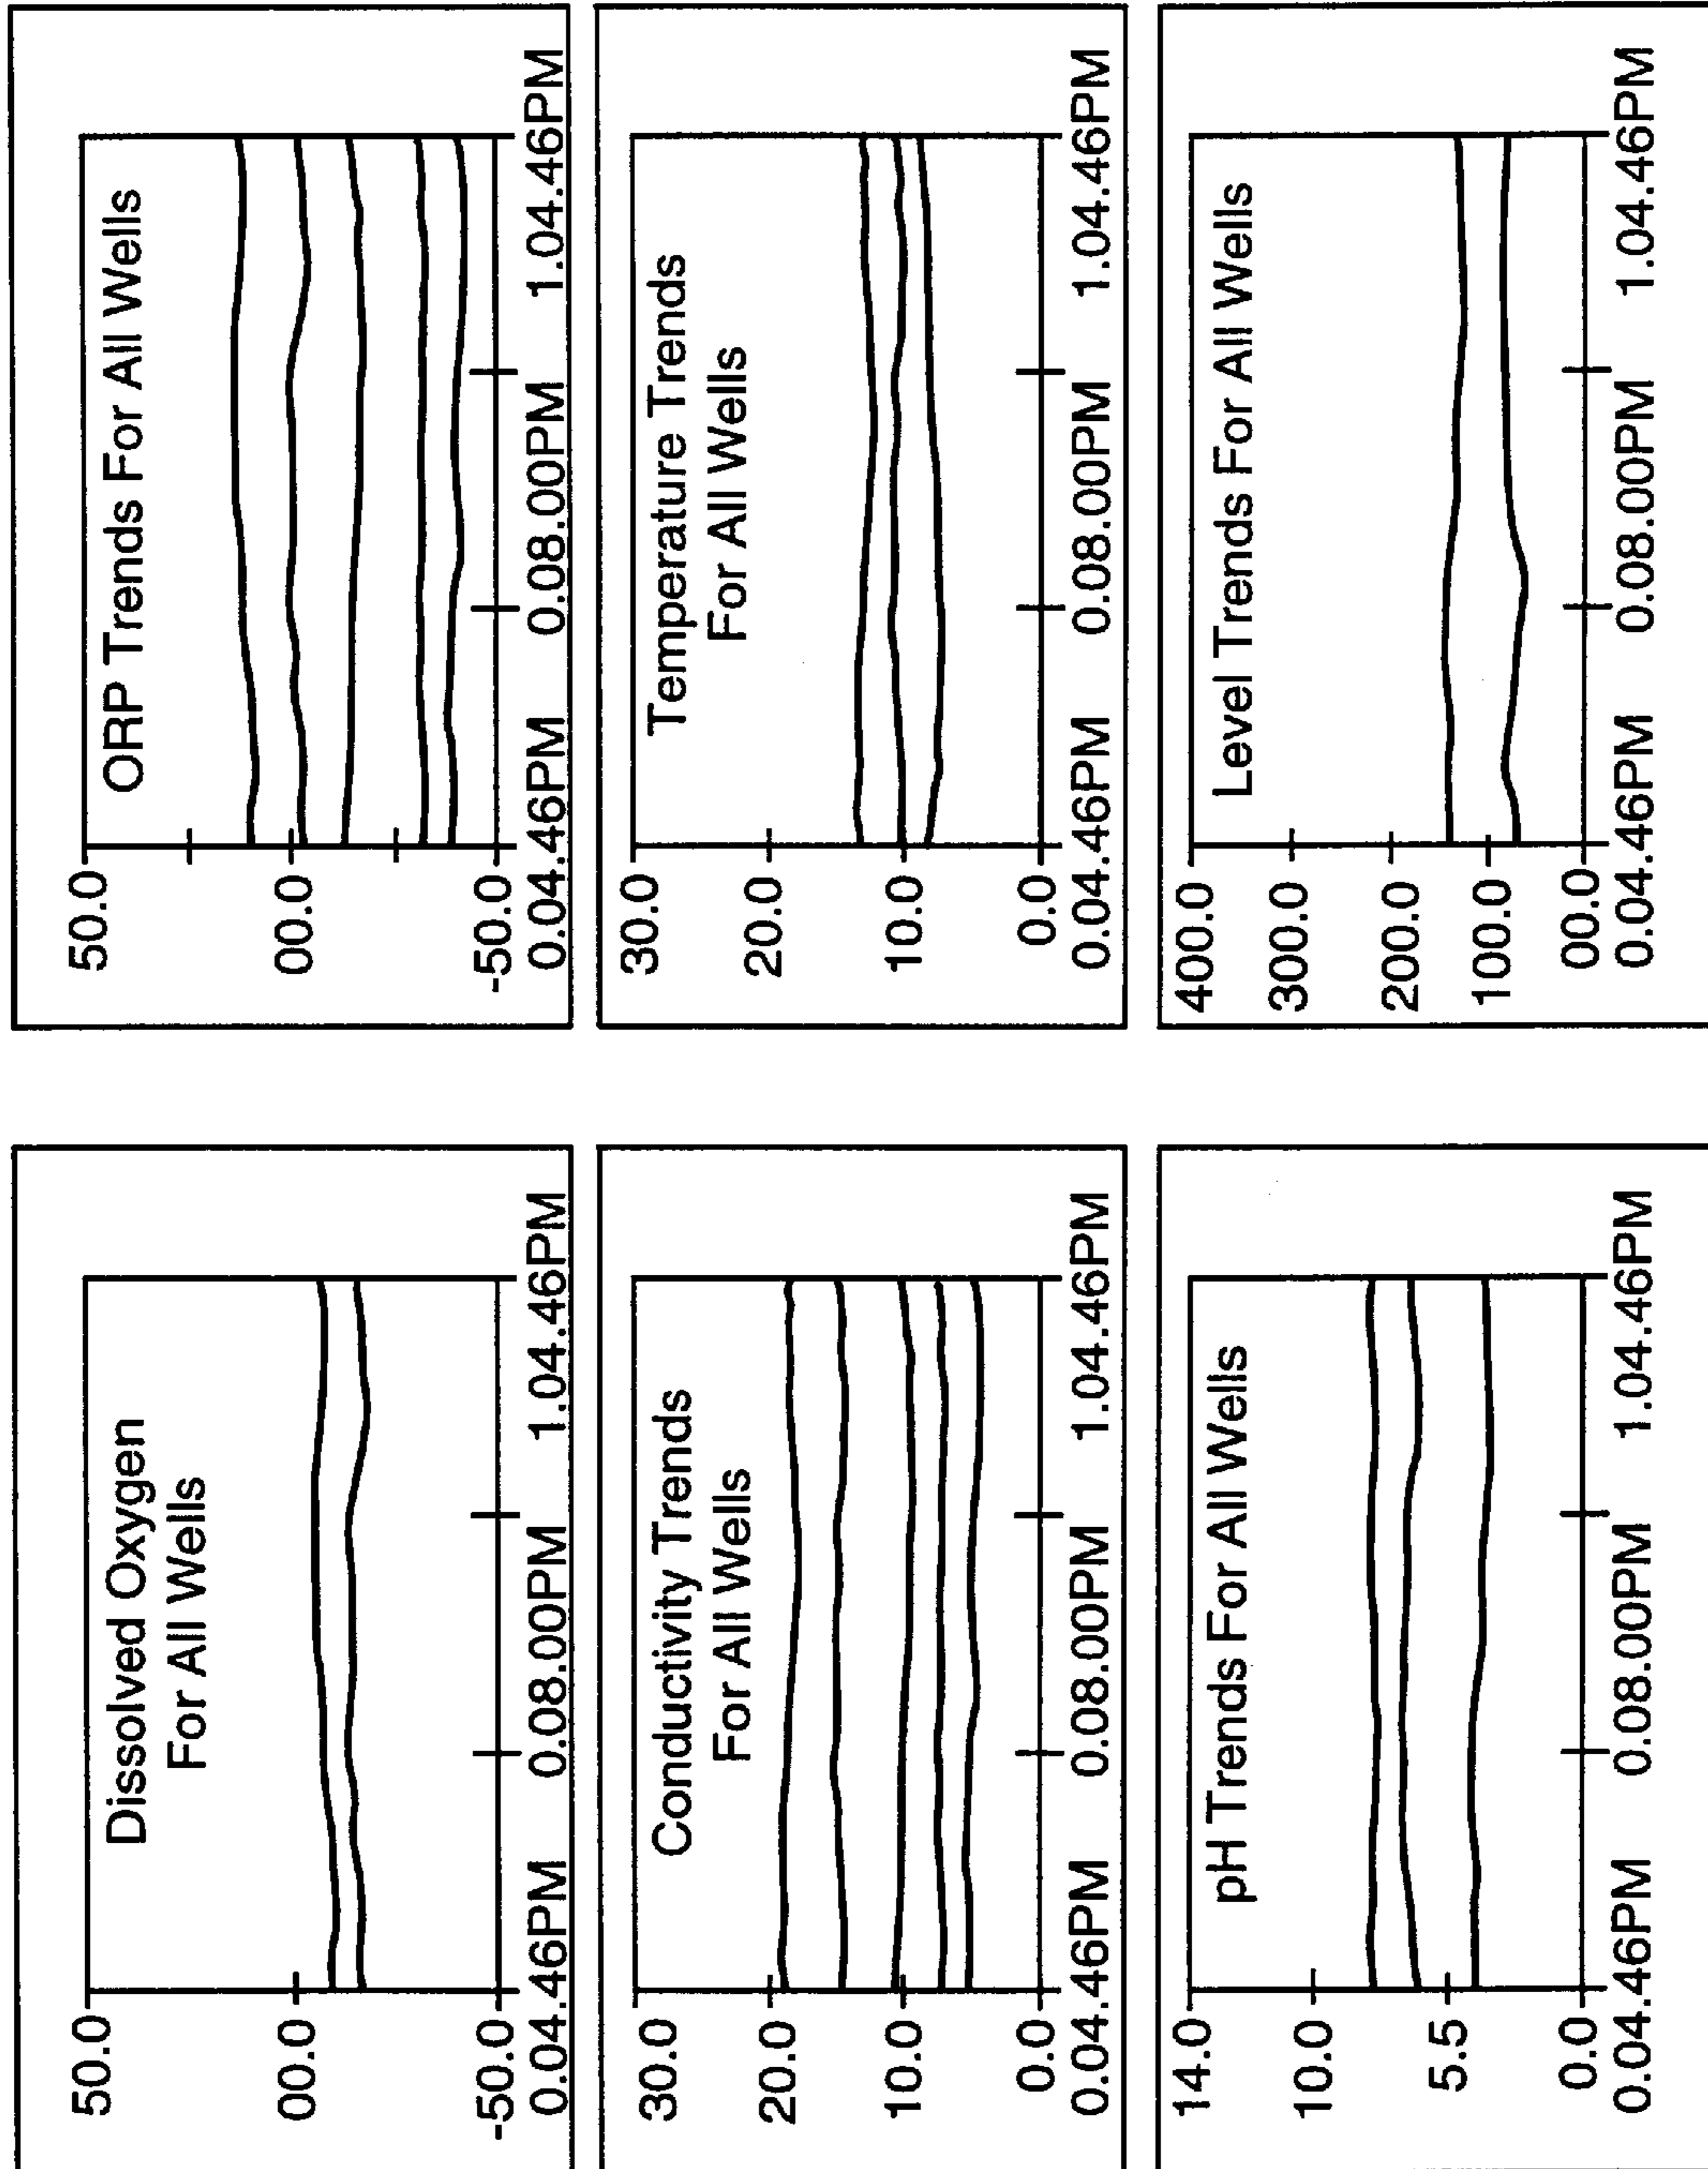 Dissolved Oxygen
For All Wells
50.0
00.0
-50.0
0.04.46PM
0.08.00PM
1.04.46PM
ORP Trends For All Wells
50.0
00.0
-50.0
0.04.46PM
0.08.00PM
1.04.46PM
Conductivity Trends
For All Wells
30.0
20.0
10.0
0.0
0.04.46PM
0.08.00PM
1.04.46PM
Temperature Trends
For All Wells
30.0
20.0
10.0
0.0
0.04.46PM
0.08.00PM
1.04.46PM
pH Trends For All Wells
14.0
10.0
5.5
0.0
0.04.46PM
0.08.00PM
1.04.46PM
Level Trends For All Wells
400.0
300.0
200.0
100.0
00.0
0.04.46PM
0.08.00PM
1.04.46PM